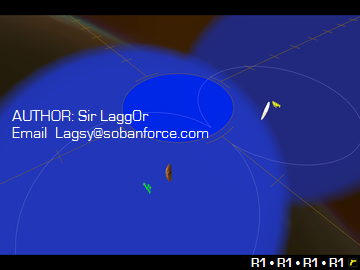 AUTHOR: Sir Lagg0r
Email  Lagsy@sobanforce.com
R1 • R1 • R1 • R1 r